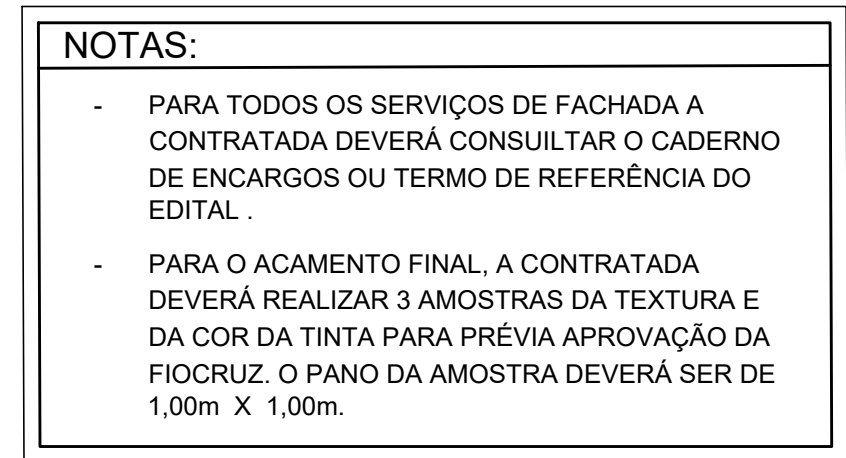 NOTAS:
- PARA TODOS OS SERVIÇOS DE FACHADA A
CONTRATADA DEVERÁ CONSUILTAR O CADERNO
DE ENCARGOS OU TERMO DE REFERÊNCIA DO
EDITAL .
- PARA O ACAMENTO FINAL, A CONTRATADA
DEVERÁ REALIZAR 3 AMOSTRAS DA TEXTURA E
DA COR DA TINTA PARA PRÉVIA APROVAÇÃO DA
FIOCRUZ. O PANO DA AMOSTRA DEVERÁ SER DE
1,00m X 1,00m.